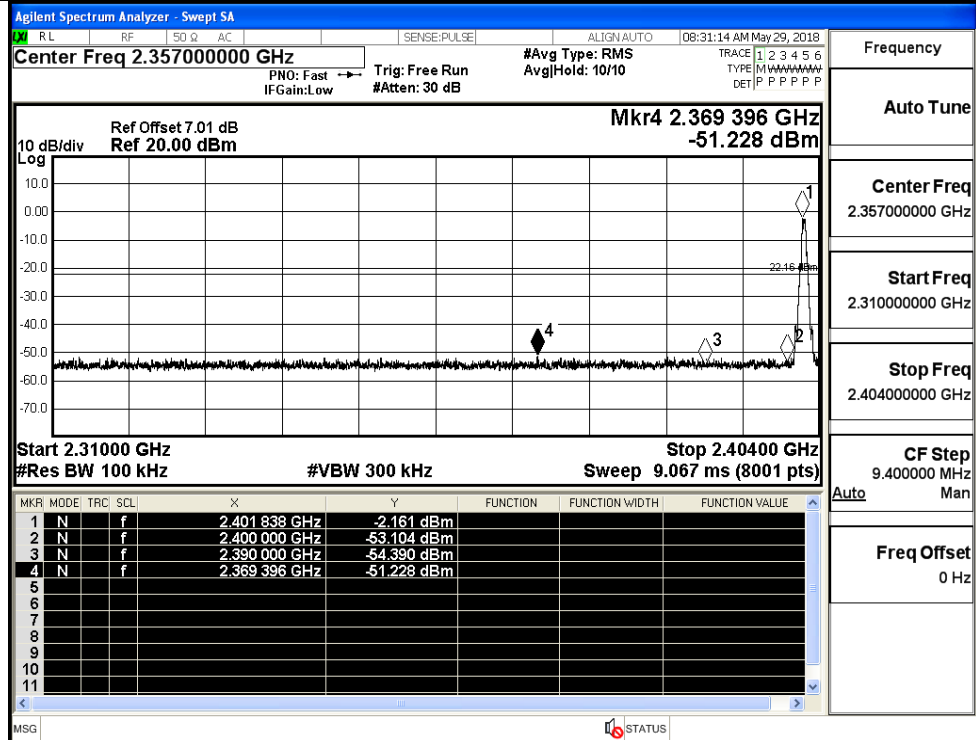 Agilent Spectrum Analyzer - Swept SA
LXI RL RF 50 Ω AC SENSE:PULSE ALIGN AUTO 08:31:14 AM May 29, 2018
Center Freq 2.357000000 GHz
PNO: Fast
IFGain:Low
Trig: Free Run
#Atten: 30 dB
#Avg Type: RMS
Avg|Hold: 10/10
TRACE 1 2 3 4 5 6
TYPE M
DET P P P P P P
Mkr4 2.369 396 GHz
-51.228 dBm
Ref Offset 7.01 dB
10 dB/div Ref 20.00 dBm
Log
10.0
0.00
-10.0
-20.0
-30.0
-40.0
-50.0
-60.0
-70.0
1
22.16 dBm
4
3
2
Start 2.31000 GHz Stop 2.40400 GHz
#Res BW 100 kHz #VBW 300 kHz Sweep 9.067 ms (8001 pts)
MKR MODE TRC SCL X Y FUNCTION FUNCTION WIDTH FUNCTION VALUE
1 N f 2.401 838 GHz -2.161 dBm
2 N f 2.400 000 GHz -53.104 dBm
3 N f 2.390 000 GHz -54.390 dBm
4 N f 2.369 396 GHz -51.228 dBm
5
6
7
8
9
10
11
MSG STATUS
Frequency
Auto Tune
Center Freq
2.357000000 GHz
Start Freq
2.310000000 GHz
Stop Freq
2.404000000 GHz
CF Step
9.400000 MHz
Auto Man
Freq Offset
0 Hz